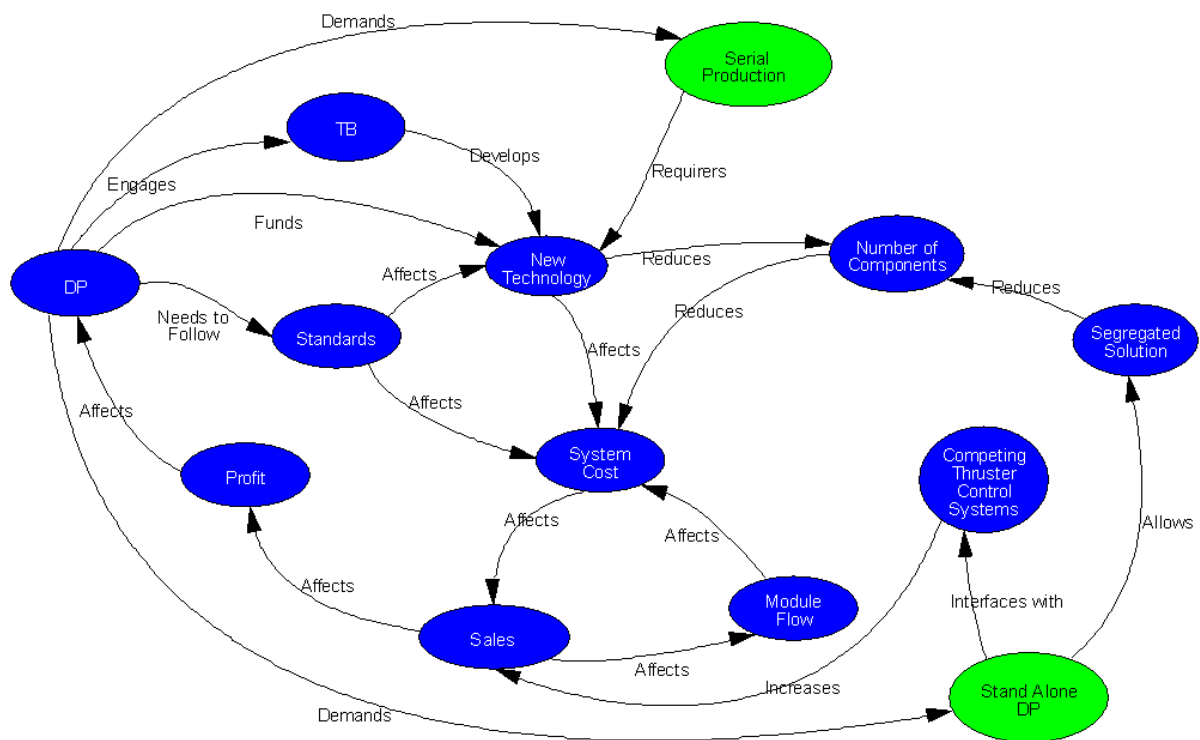 Demands
Serial
Production
TB
Develops
Engages
Requirers
Funds
New
Technology
Number of
Components
Reduces
Affects
DP
Needs to
Follow
Standards
Reduces
Reduces
Segregated
Solution
Affects
Affects
Affects
System
Cost
Competing
Thruster
Control
Systems
Profit
Affects
Affects
Allows
Affects
Module
Flow
Interfaces with
Sales
Affects
Increases
Stand Alone
DP
Demands